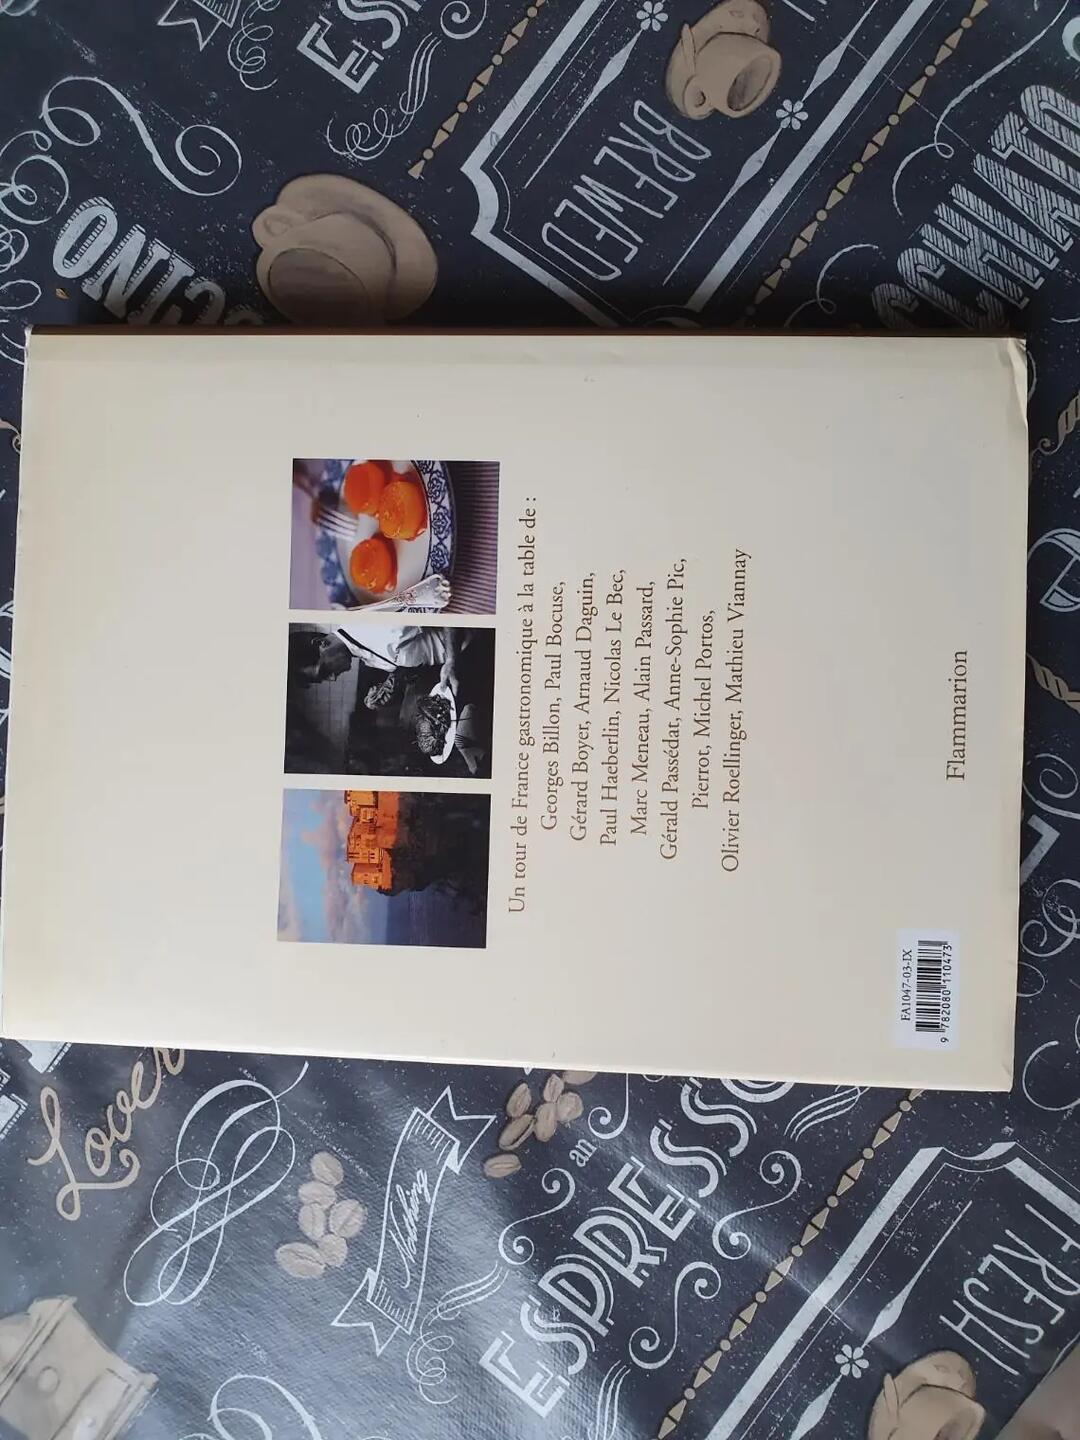 Un tour de France gastronomique à la table de :
Georges Billon, Paul Bocuse,
Gérard Boyer, Arnaud Daguin,
Paul Haeberlin, Nicolas Le Bec,
Marc Meneau, Alain Passard,
Gérald Passédat, Anne-Sophie Pic,
Pierrot, Michel Portos,
Olivier Roellinger, Mathieu Viannay
Flammarion
FA1047-03-IX
9 782080 110473
BREWED
Lover
Nothing
an
ESPRESSO
FRESH